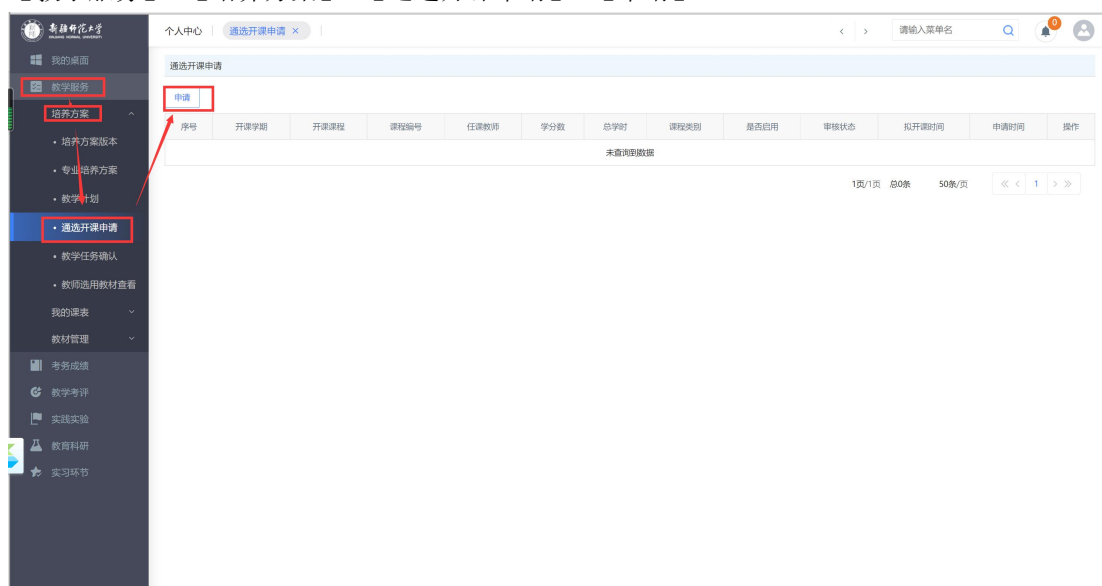 新疆师范大学
XINJIANG NORMAL UNIVERSITY
个人中心
通选开课申请 ×
请输入菜单名
0
我的桌面
教学服务
培养方案
• 培养方案版本
• 专业培养方案
• 教学计划
• 通选开课申请
• 教学任务确认
• 教师选用教材查看
我的课表
教材管理
考务成绩
教学考评
实践实验
教育科研
实习环节
通选开课申请
申请
序号 开课学期 开课课程 课程编号 任课教师 学分数 总学时 课程类别 是否启用 审核状态 拟开课时间 申请时间 操作
未查询到数据
1页/1页 总0条 50条/页 《 < 1 > 》